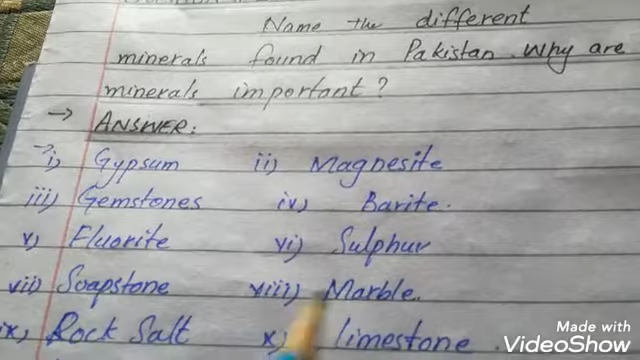 Name the different
minerals found in Pakistan. Why are
minerals important?
→ ANSWER:
→ i) Gypsum ii) Magnesite
iii) Gemstones iv) Barite.
v) Fluorite vi) Sulphur
vii) Soapstone viii) Marble.
ix) Rock Salt x) limestone.
Made with
VideoShow